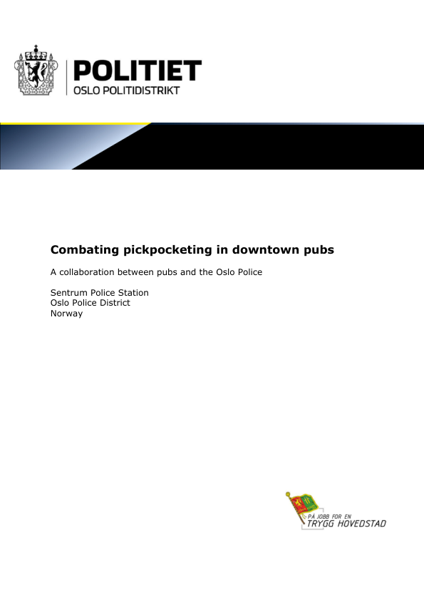 POLITIET
OSLO POLITIDISTRIKT
Combating pickpocketing in downtown pubs
A collaboration between pubs and the Oslo Police
Sentrum Police Station
Oslo Police District
Norway
PÅ JOBB FOR EN
TRYGG HOVEDSTAD